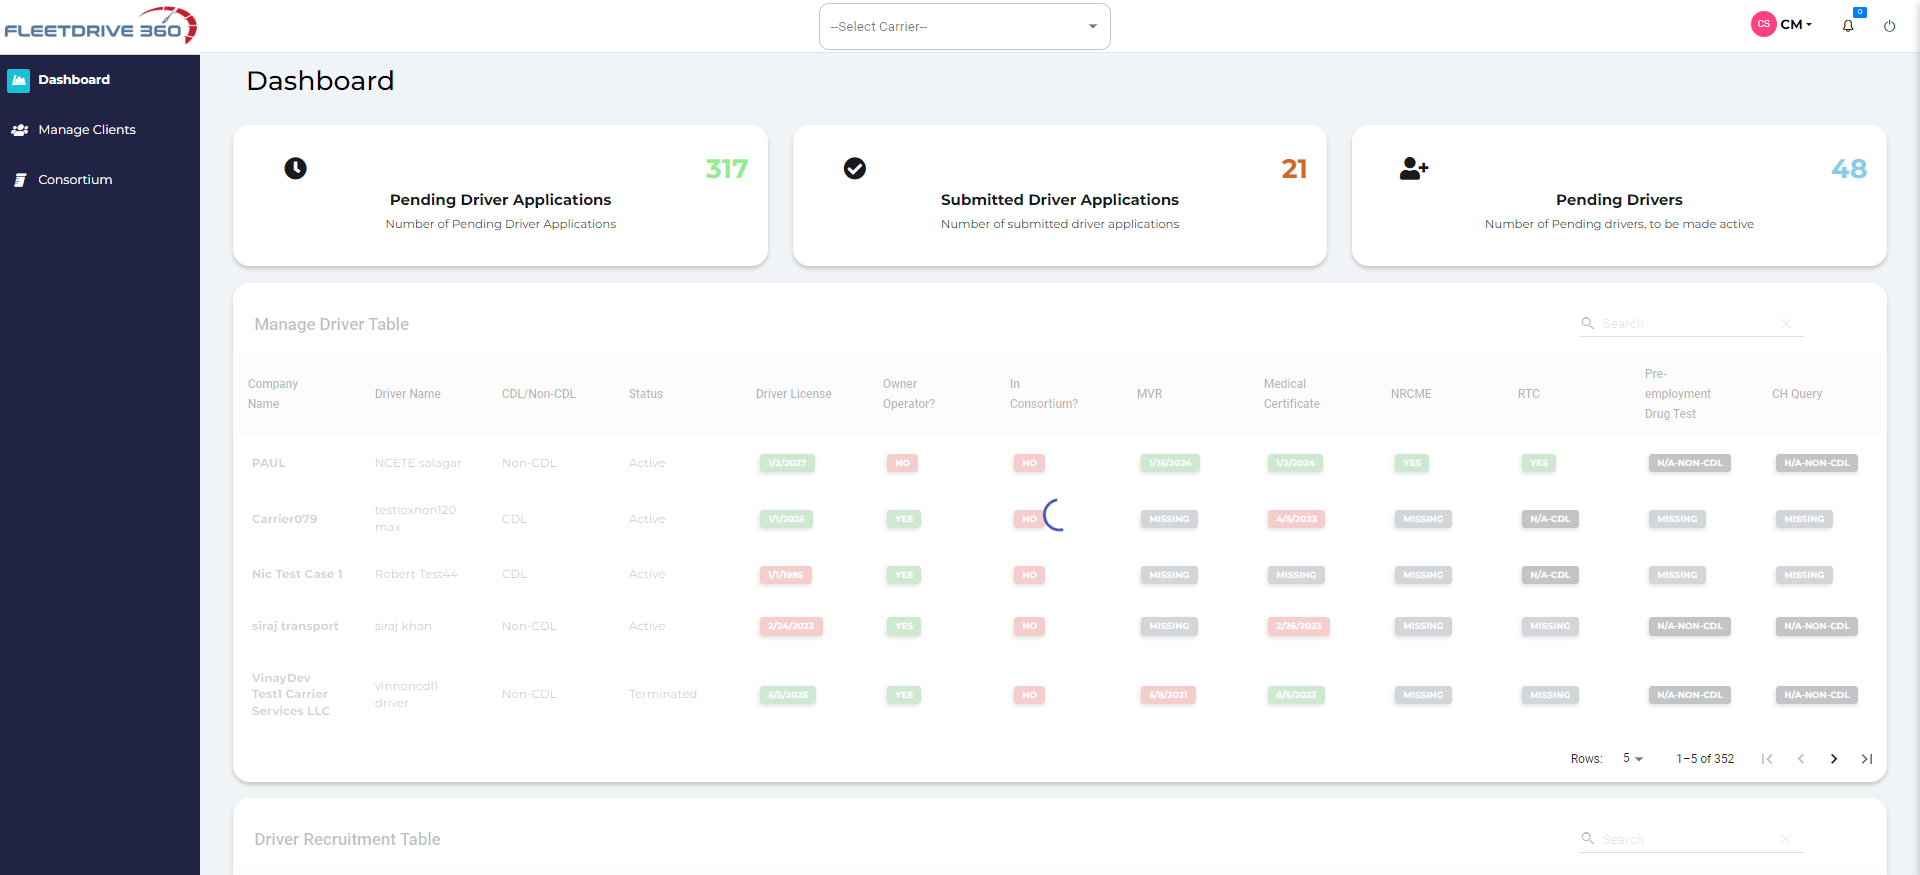 FLEETDRIVE 360
--Select Carrier--
CS CM
0
Dashboard
Manage Clients
Consortium
Dashboard
317
Pending Driver Applications
Number of Pending Driver Applications
21
Submitted Driver Applications
Number of submitted driver applications
48
Pending Drivers
Number of Pending drivers, to be made active
Manage Driver Table
Search
Company Name Driver Name CDL/Non-CDL Status Driver License Owner Operator? In Consortium? MVR Medical Certificate NRCME RTC Pre-employment Drug Test CH Query
PAUL NCETE salagar Non-CDL Active 1/2/2027 NO NO 1/15/2024 1/2/2024 YES YES N/A-NON-CDL N/A-NON-CDL
Carrier079 testloxnon120 max CDL Active 1/1/2025 YES NO MISSING 4/5/2023 MISSING N/A-CDL MISSING MISSING
Nic Test Case 1 Robert Test44 CDL Active 1/1/1995 YES NO MISSING MISSING MISSING N/A-CDL MISSING MISSING
siraj transport siraj khan Non-CDL Active 2/24/2023 YES NO MISSING 2/26/2023 MISSING MISSING N/A-NON-CDL N/A-NON-CDL
VinayDev Test1 Carrier Services LLC vinnoncdl1 driver Non-CDL Terminated 5/5/2025 YES NO 5/8/2021 6/5/2023 MISSING MISSING N/A-NON-CDL N/A-NON-CDL
Rows: 5 1–5 of 352
Driver Recruitment Table
Search